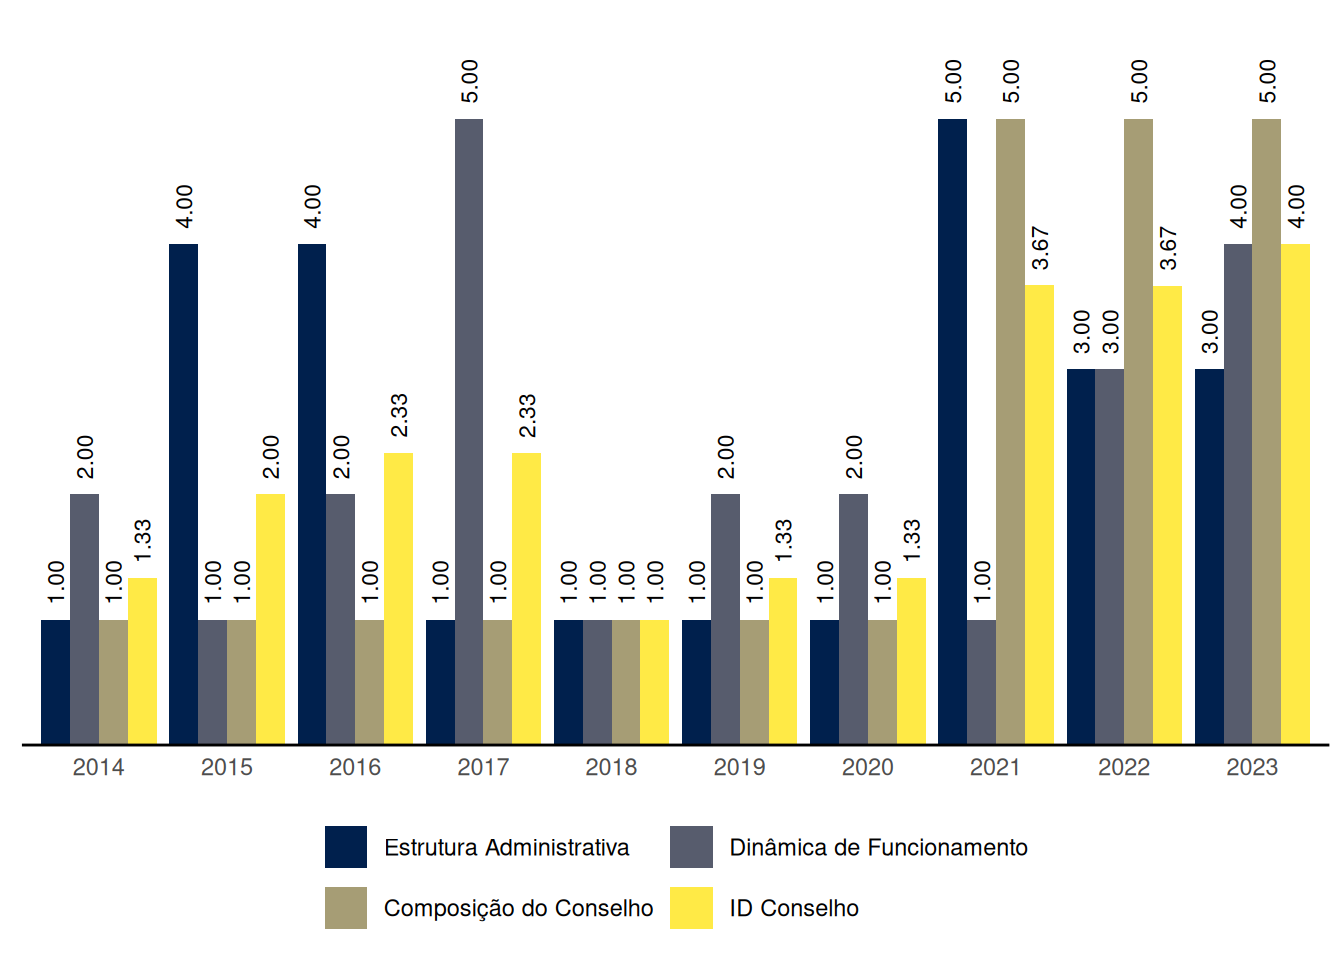 1.00 2.00 1.00 1.33
4.00 1.00 1.00 2.00
4.00 2.00 1.00 2.33
1.00 5.00 1.00 2.33
1.00 1.00 1.00 1.00
1.00 2.00 1.00 1.33
1.00 2.00 1.00 1.33
5.00 1.00 5.00 3.67
3.00 3.00 5.00 3.67
3.00 4.00 5.00 4.00
2014 2015 2016 2017 2018 2019 2020 2021 2022 2023
Estrutura Administrativa Dinâmica de Funcionamento
Composição do Conselho ID Conselho